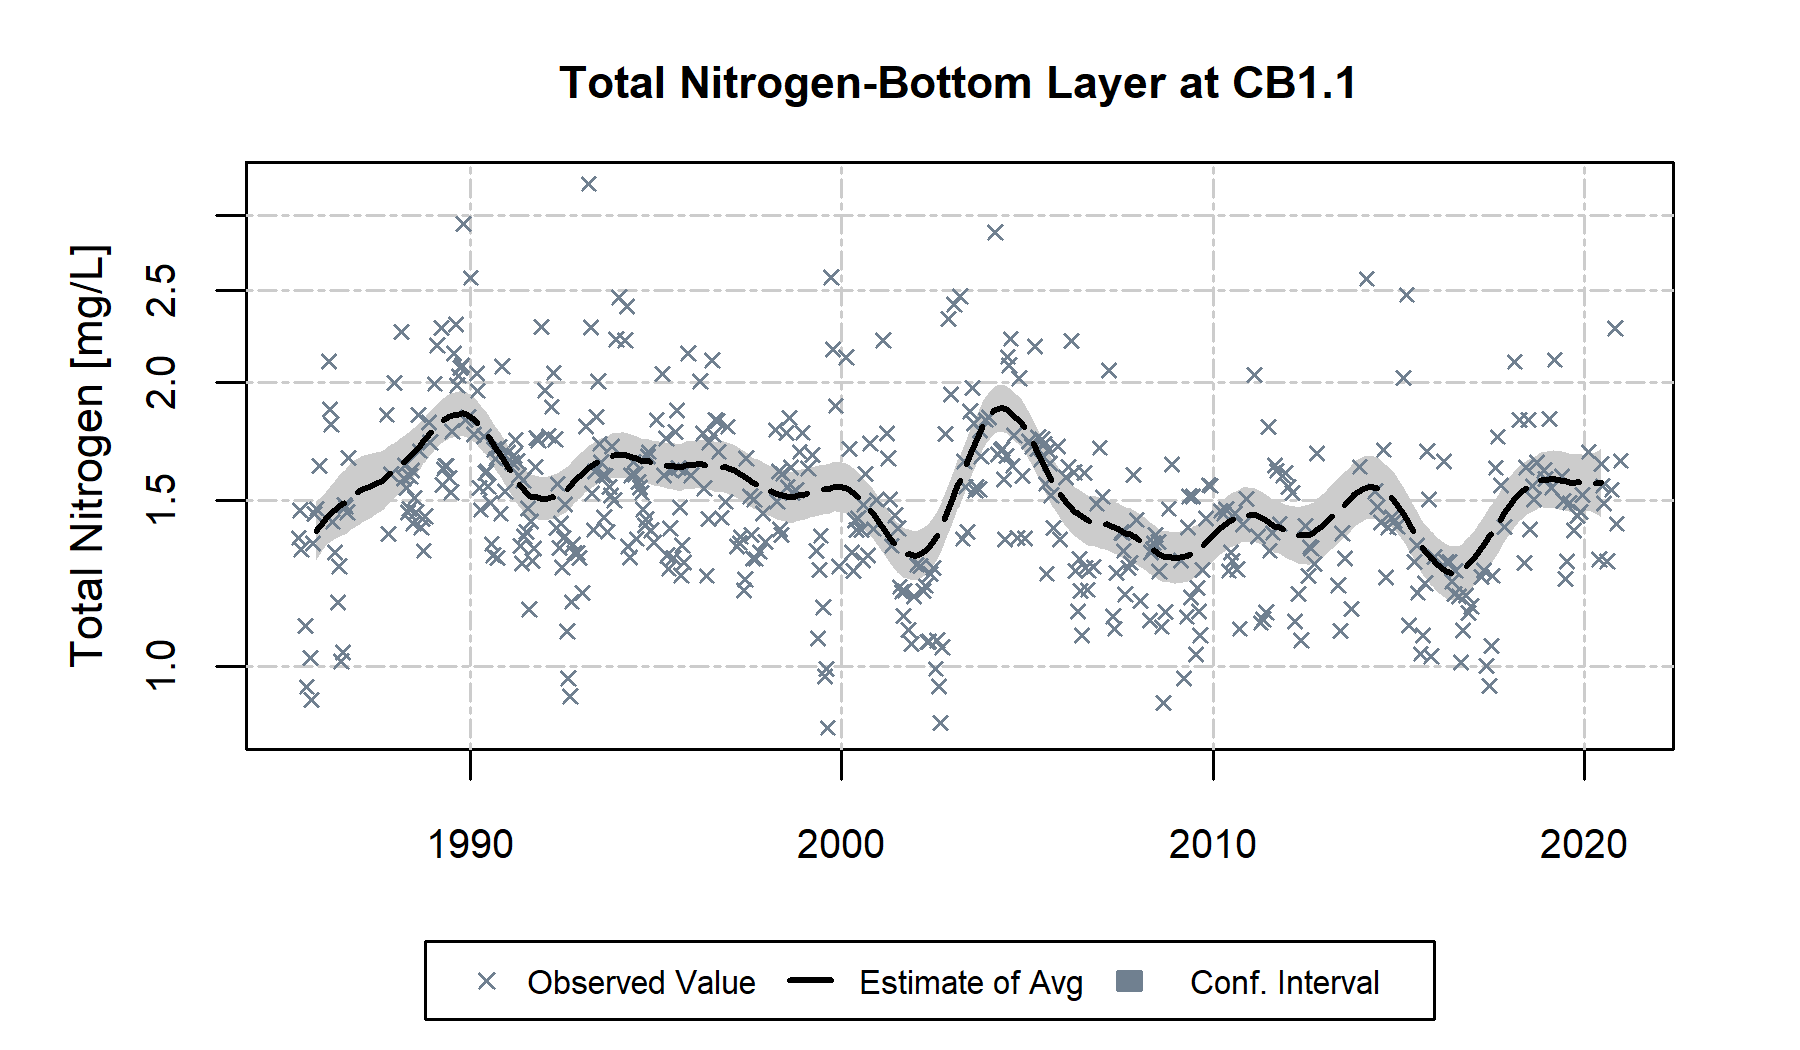 Total Nitrogen-Bottom Layer at CB1.1
Total Nitrogen [mg/L]
2.5
2.0
1.5
1.0
1990 2000 2010 2020
Observed Value Estimate of Avg Conf. Interval